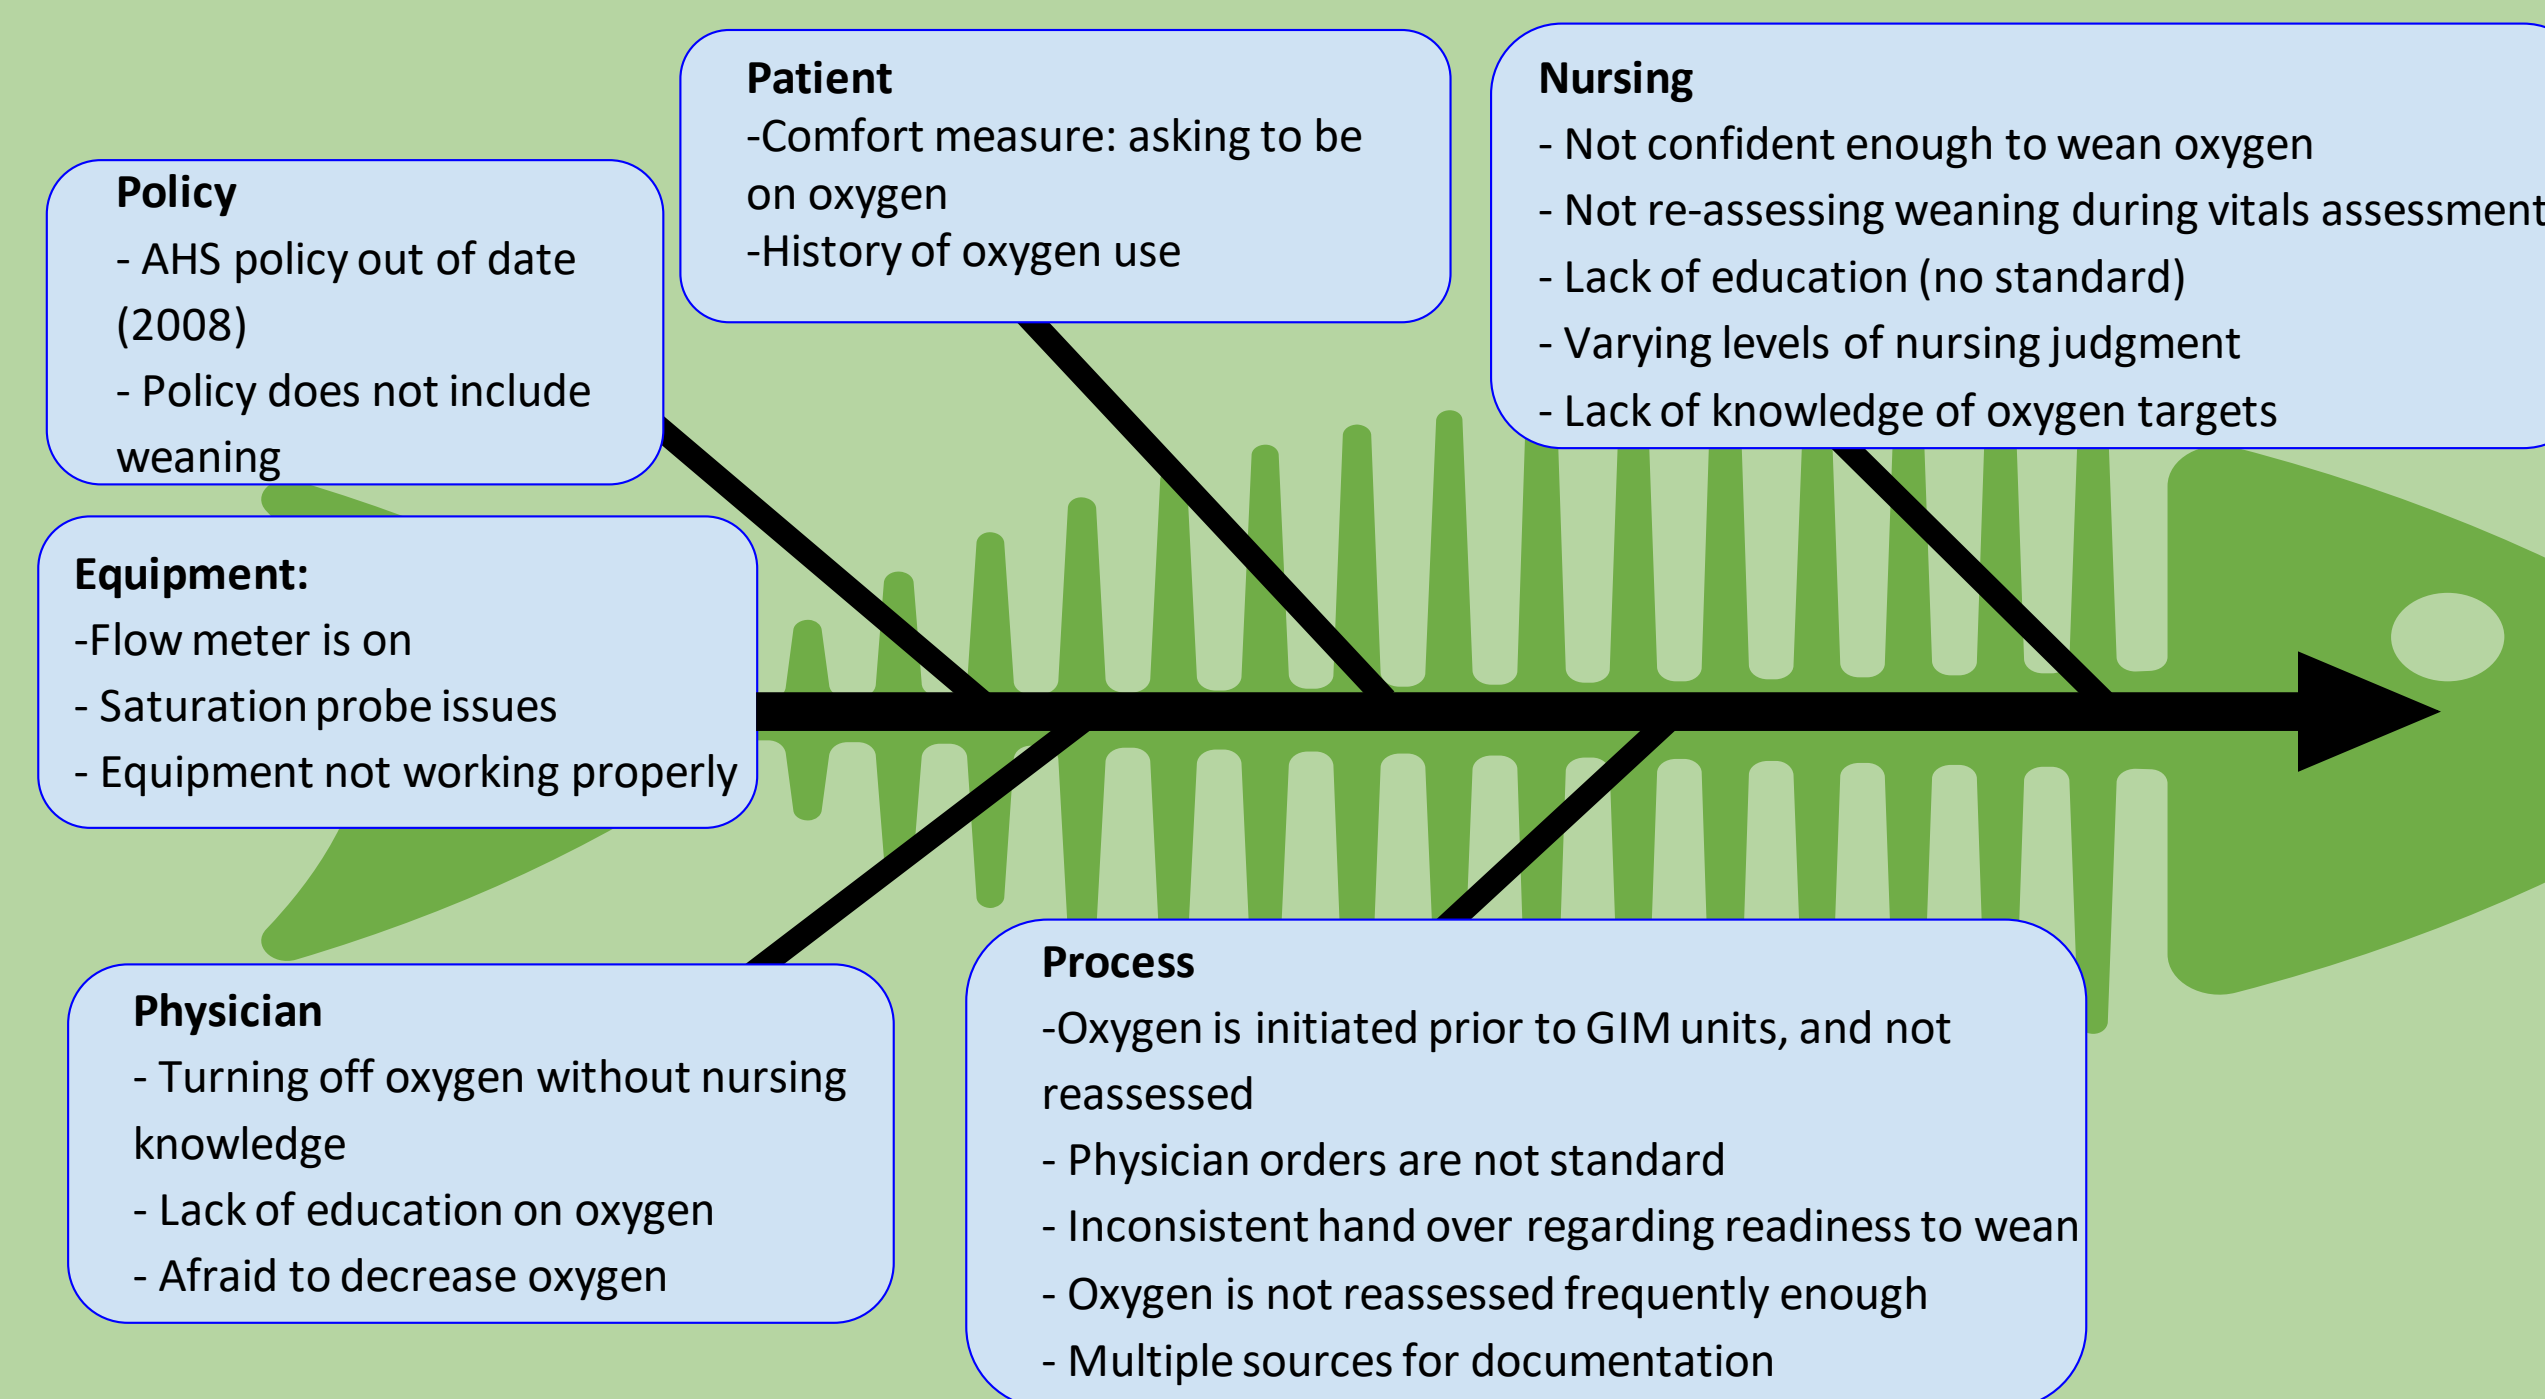 Policy
- AHS policy out of date
(2008)
- Policy does not include
weaning
Patient
-Comfort measure: asking to be
on oxygen
-History of oxygen use
Nursing
- Not confident enough to wean oxygen
- Not re-assessing weaning during vitals assessment
- Lack of education (no standard)
- Varying levels of nursing judgment
- Lack of knowledge of oxygen targets
Equipment:
-Flow meter is on
- Saturation probe issues
- Equipment not working properly
Physician
- Turning off oxygen without nursing
knowledge
- Lack of education on oxygen
- Afraid to decrease oxygen
Process
-Oxygen is initiated prior to GIM units, and not
reassessed
- Physician orders are not standard
- Inconsistent hand over regarding readiness to wean
- Oxygen is not reassessed frequently enough
- Multiple sources for documentation